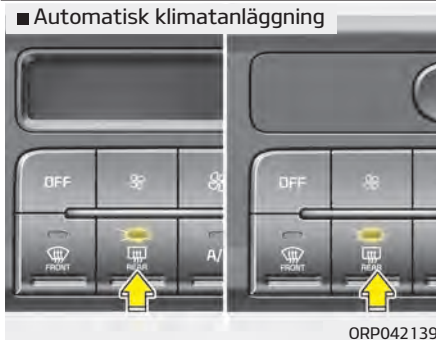 ■ Automatisk klimatanläggning
OFF
OFF
FRONT
REAR
A/
FRONT
REAR
ORP042139